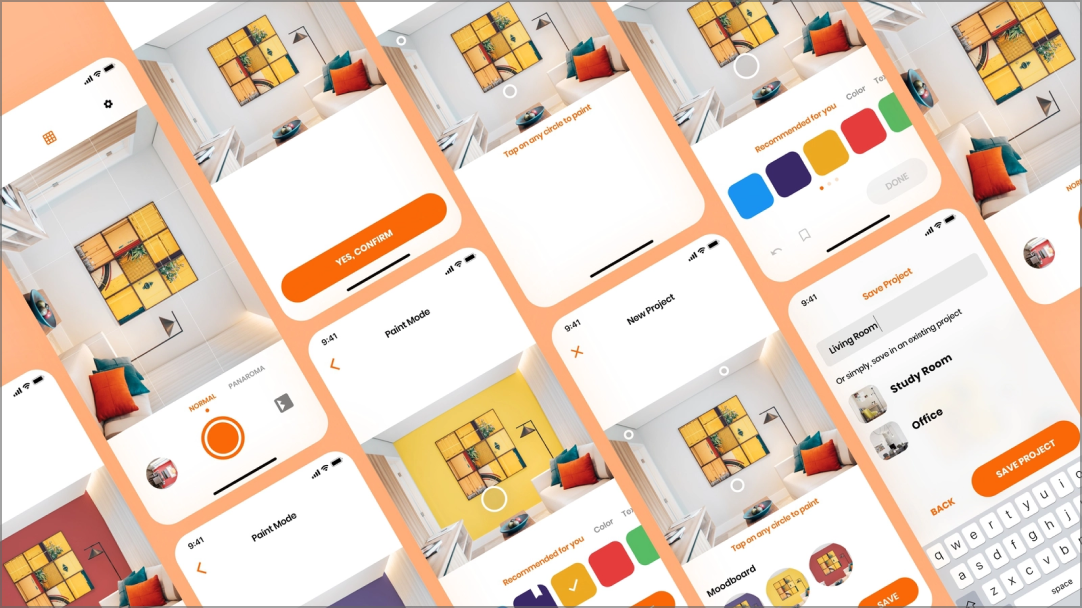 NORMAL
PANAROMA
YES, CONFIRM
Tap on any circle to paint
Color
Recommended for you
DONE
9:41
Paint Mode
9:41
Paint Mode
Color
Recommended for you
9:41
New Project
Tap on any circle to paint
Moodboard
SAVE
9:41
Save Project
Living Room
Or simply, save in an existing project
Study Room
Office
SAVE PROJECT
BACK
q w e r t y u i o
a s d f g h j
z x c v b
space